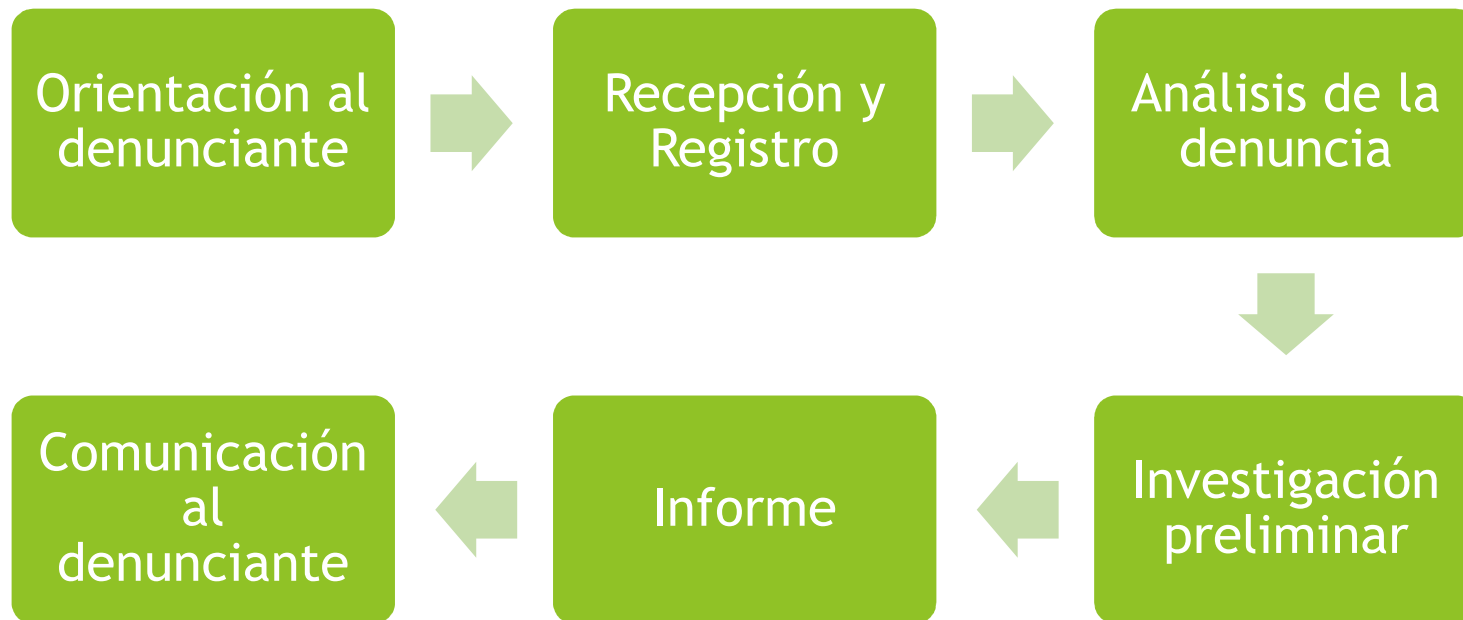 Orientación al
denunciante
Recepción y
Registro
Análisis de la
denuncia
Investigación
preliminar
Informe
Comunicación
al
denunciante